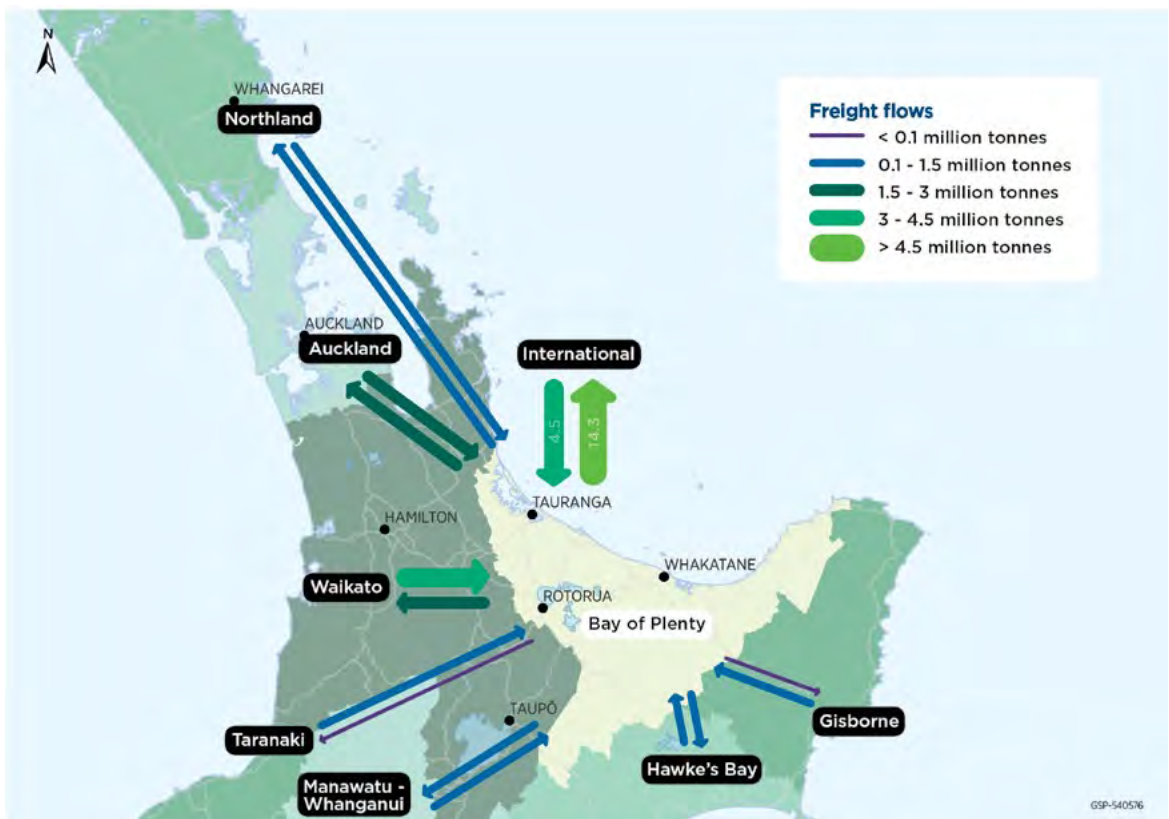 N
WHANGAREI
Northland
Freight flows
< 0.1 million tonnes
0.1 - 1.5 million tonnes
1.5 - 3 million tonnes
3 - 4.5 million tonnes
> 4.5 million tonnes
AUCKLAND
Auckland
International
4.5
14.3
TAURANGA
HAMILTON
WHAKATANE
Waikato
ROTORUA
Bay of Plenty
TAUPŌ
Taranaki
Gisborne
Hawke's Bay
Manawatu -
Whanganui
GSP-540576